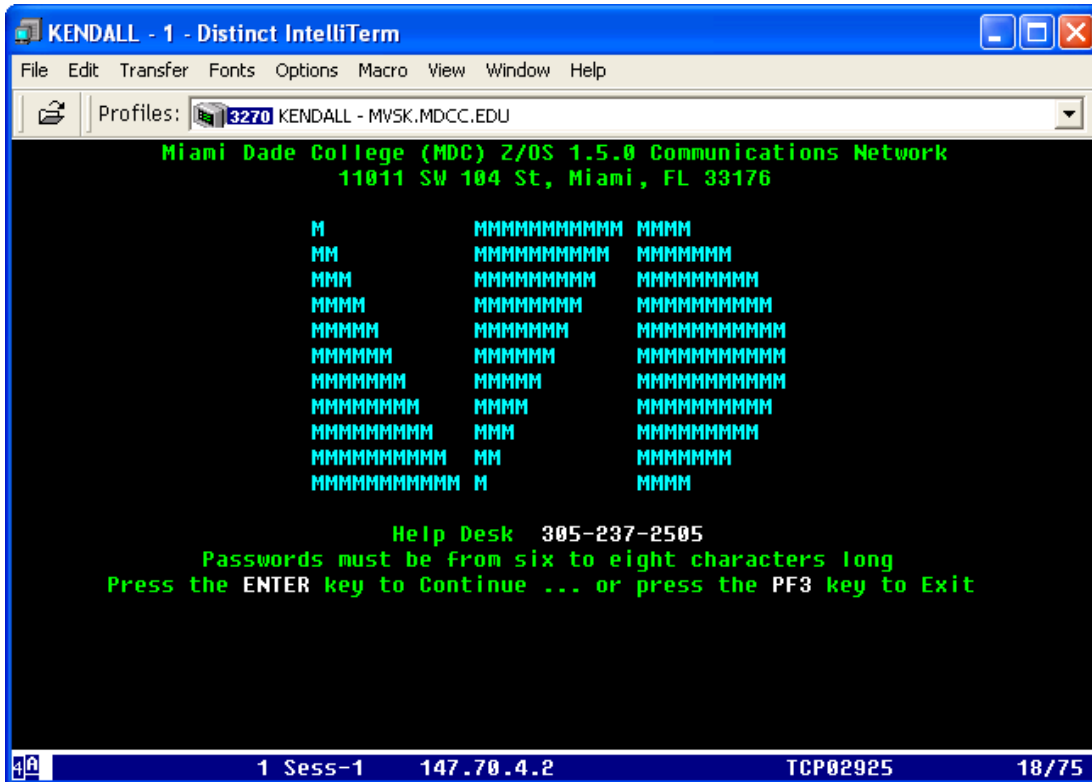 KENDALL - 1 - Distinct IntelliTerm
File Edit Transfer Fonts Options Macro View Window Help
Profiles: 3270 KENDALL - MVSK.MDCC.EDU
Miami Dade College (MDC) Z/OS 1.5.0 Communications Network
11011 SW 104 St, Miami, FL 33176
M MMMMMMMMMMM MMMM
MM MMMMMMMMMM MMMMMMM
MMM MMMMMMMMM MMMMMMMMM
MMMM MMMMMMMM MMMMMMMMMM
MMMMM MMMMMMM MMMMMMMMMMM
MMMMMM MMMMMM MMMMMMMMMMM
MMMMMMM MMMMM MMMMMMMMMMM
MMMMMMMM MMMM MMMMMMMMMM
MMMMMMMMM MMM MMMMMMMMM
MMMMMMMMMM MM MMMMMMM
MMMMMMMMMMM M MMMM
Help Desk 305-237-2505
Passwords must be from six to eight characters long
Press the ENTER key to Continue ... or press the PF3 key to Exit
4A 1 Sess-1 147.70.4.2 TCP02925 18/75